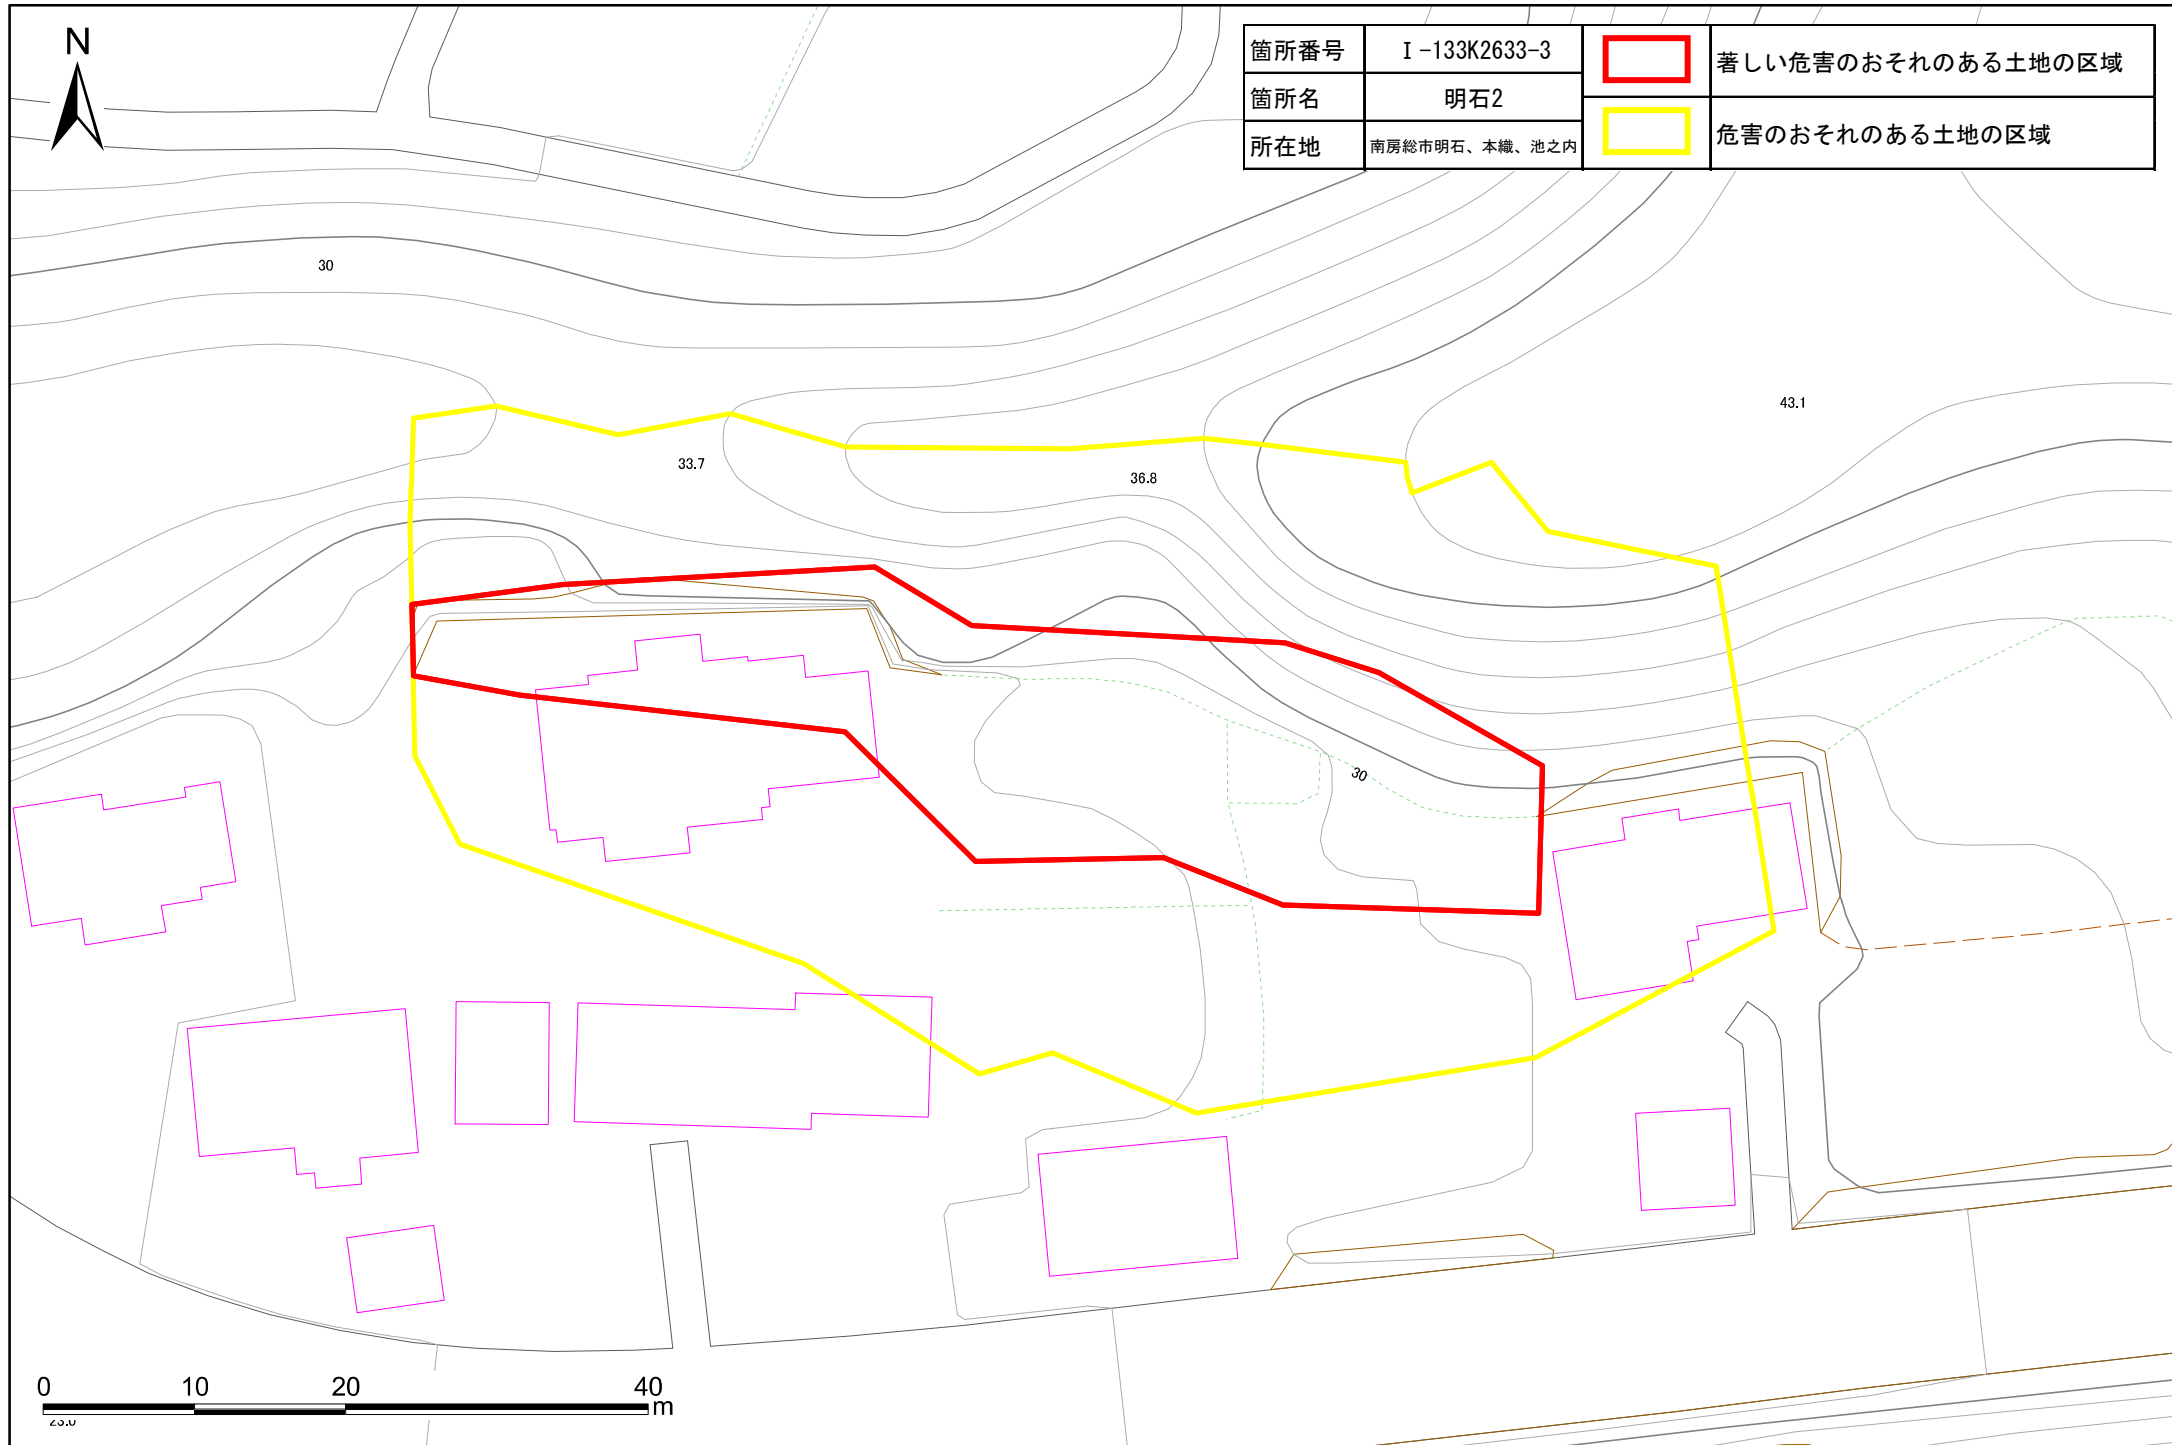 N
箇所番号 Ⅰ-133K2633-3
箇所名 明石2
所在地 南房総市明石、本織、池之内
著しい危害のおそれのある土地の区域
危害のおそれのある土地の区域
30
43.1
33.7
36.8
30
0 10 20 40
m
23.0